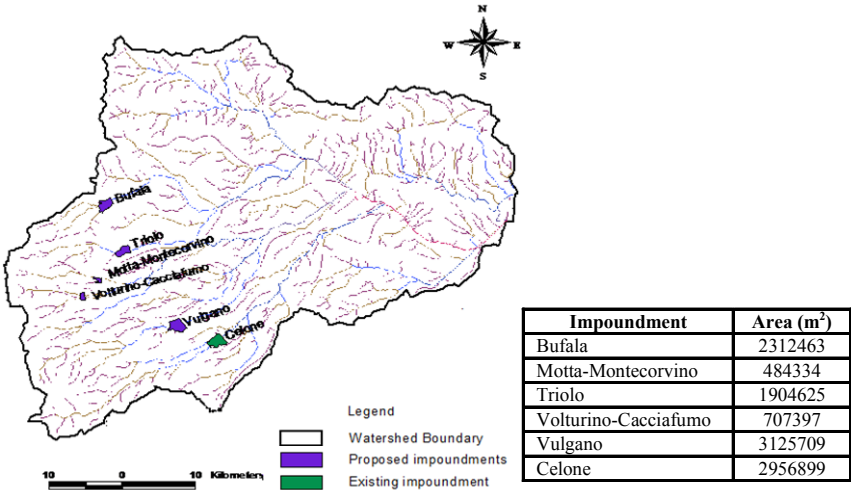 N
W E
S
Bufala
Triolo
Motta-Montecorvino
Volturino-Cacciafumo
Vulgano
Celone
Legend
Watershed Boundary
Proposed impoundments
Existing impoundment
10 0 10 Kilometers
Impoundment Area (m²)
Bufala 2312463
Motta-Montecorvino 484334
Triolo 1904625
Volturino-Cacciafumo 707397
Vulgano 3125709
Celone 2956899